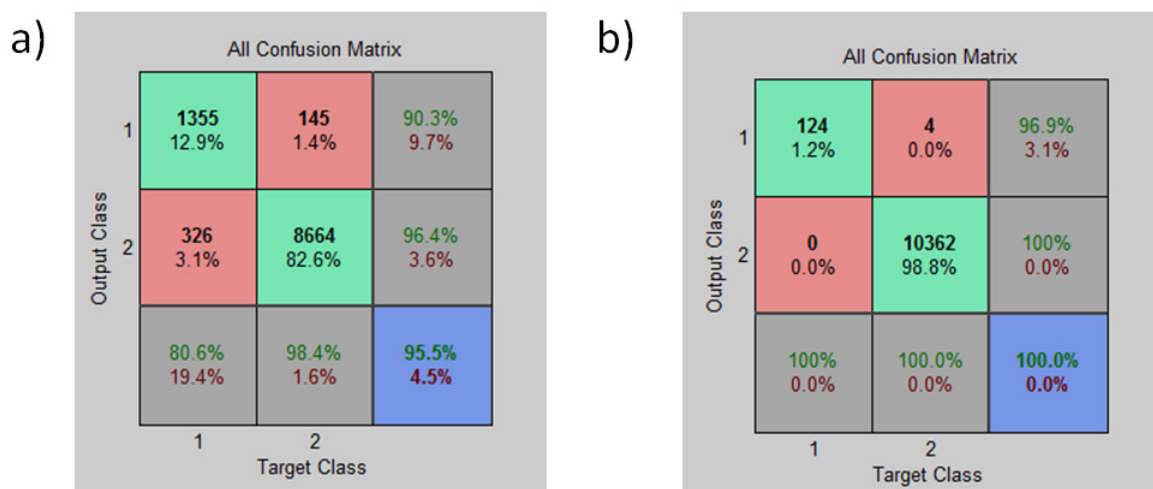 a)
All Confusion Matrix
1355 145 90.3%
12.9% 1.4% 9.7%
1
326 8664 96.4%
3.1% 82.6% 3.6%
2
80.6% 98.4% 95.5%
19.4% 1.6% 4.5%
1 2
Target Class
Output Class
b)
All Confusion Matrix
124 4 96.9%
1.2% 0.0% 3.1%
1
0 10362 100%
0.0% 98.8% 0.0%
2
100% 100.0% 100.0%
0.0% 0.0% 0.0%
1 2
Target Class
Output Class